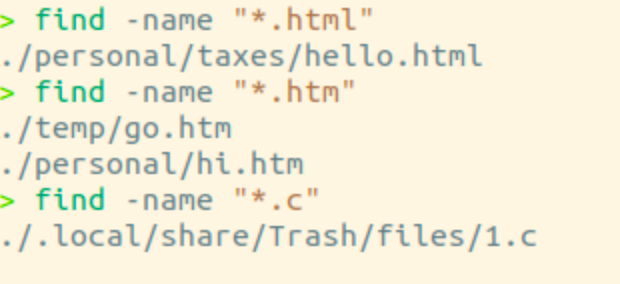 > find -name "*.html"
./personal/taxes/hello.html
> find -name "*.htm"
./temp/go.htm
./personal/hi.htm
> find -name "*.c"
./.local/share/Trash/files/1.c